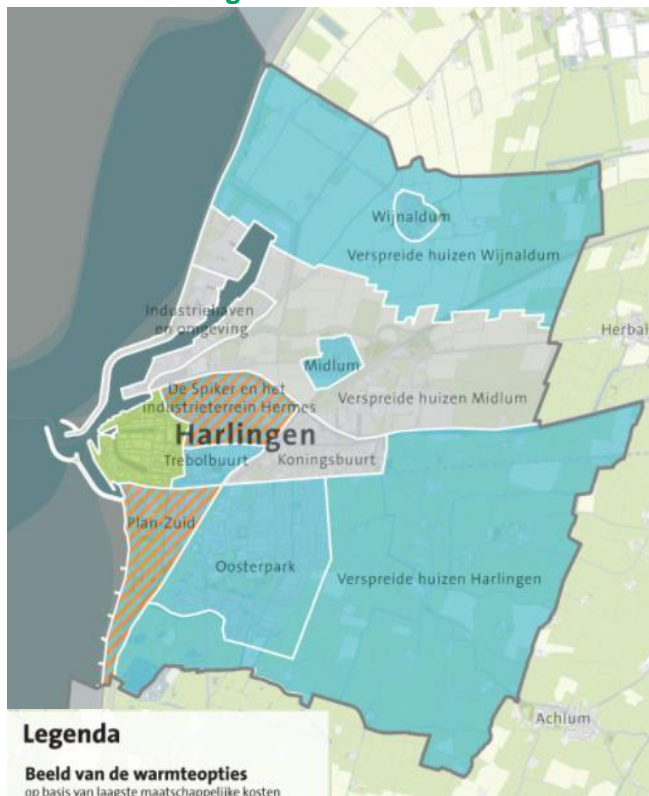 Wijnaldum
Verspreide huizen Wijnaldum
Industriehaven
en omgeving
Herbai
Midlum
De Spiker en het
industrieterrein Hermes
Verspreide huizen Midlum
Harlingen
Trebolbuurt
Koningsbuurt
Plan-Zuid
Oosterpark
Verspreide huizen Harlingen
Achlum
Legenda
Beeld van de warmteopties
op basis van laagste maatschappelijke kosten